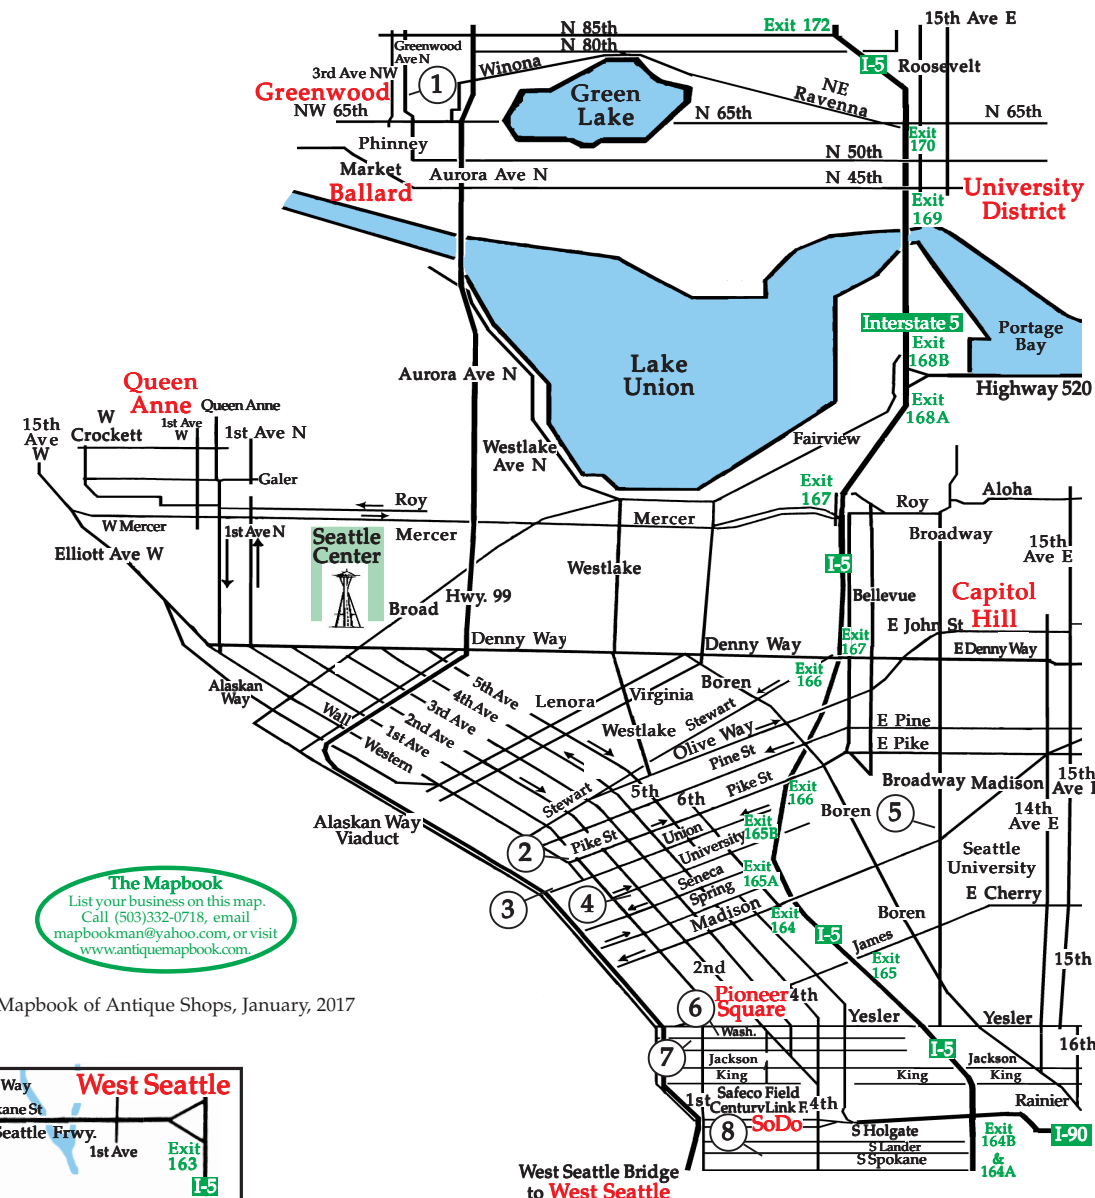 N 85th
Exit 172
15th Ave E
N 80th
Greenwood
Ave N
3rd Ave NW
Winona
I-5
Roosevelt
Greenwood
1
Green
Lake
NE
Ravenna
NW 65th
N 65th
N 65th
Exit
170
Phinney
N 50th
Market
Aurora Ave N
N 45th
Ballard
University
District
Exit
169
Interstate 5
Portage
Bay
Exit
168B
Lake
Union
Aurora Ave N
Highway 520
Queen
Anne
Queen Anne
Exit
168A
15th
Ave
W
W
Crockett
1st Ave
W
1st Ave N
Fairview
Westlake
Ave N
Galer
Exit
167
Roy
Roy
Aloha
W Mercer
1st Ave N
Mercer
Mercer
Broadway
Seattle
Center
15th
Ave E
Elliott Ave W
Westlake
I-5
Hwy. 99
Broad
Bellevue
Capitol
Hill
E John St
Denny Way
Denny Way
Exit
167
E Denny Way
Exit
166
Alaskan
Way
5th Ave
4th Ave
3rd Ave
2nd Ave
1st Ave
Western
Wall
Lenora
Virginia
Boren
Stewart
Westlake
Olive Way
E Pine
Pine St
E Pike
Pike St
Broadway
Madison
15th
Ave E
Stewart
5th
6th
Exit
166
Boren
5
14th
Ave E
Alaskan Way
Viaduct
Pike St
Union
Exit
165B
2
University
Seattle
University
Exit
165A
Seneca
Spring
E Cherry
The Mapbook
List your business on this map.
Call (503)332-0718, email
mapbookman@yahoo.com, or visit
www.antiquemapbook.com.
3
4
Madison
Exit
164
Boren
I-5
James
Exit
165
15th
2nd
Mapbook of Antique Shops, January, 2017
6
Pioneer
Square
4th
Yesler
Yesler
Wash.
16th
7
Jackson
I-5
Jackson
King
King
King
West Seattle
Way
1st
Safeco Field
CenturyLink F.
4th
Rainier
8
SoDo
S Holgate
S Lander
S Spokane
Exit
164B
&
164A
I-90
Seattle Frwy.
1st Ave
Exit
163
I-5
West Seattle Bridge
to West Seattle